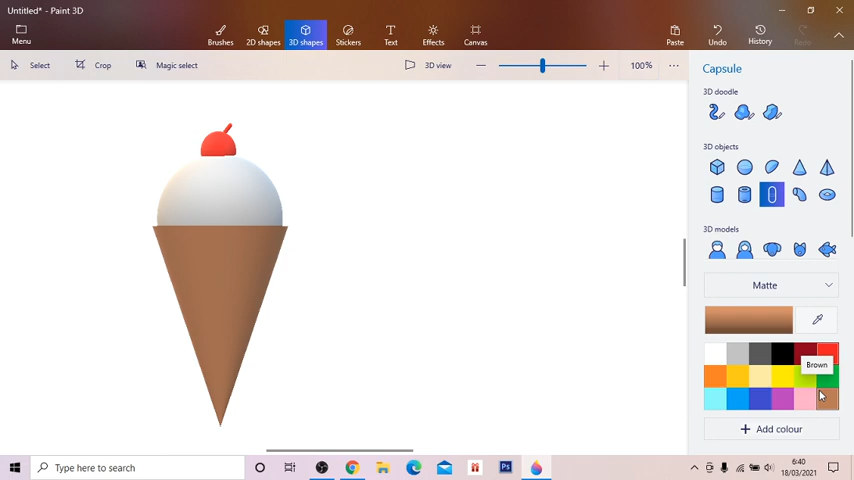 Untitled* - Paint 3D
Menu
Brushes
2D shapes
3D shapes
Stickers
Text
Effects
Canvas
Paste
Undo
History
Redo
Select
Crop
Magic select
3D view
100%
Capsule
3D doodle
3D objects
3D models
Matte
Brown
Add colour
Type here to search
Ps
6:40
18/03/2021